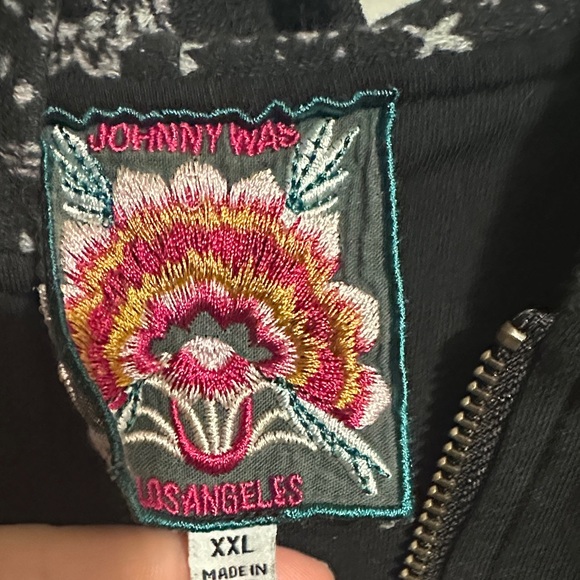 JOHNNY WAS
LOS ANGELES
XXL
MADE IN